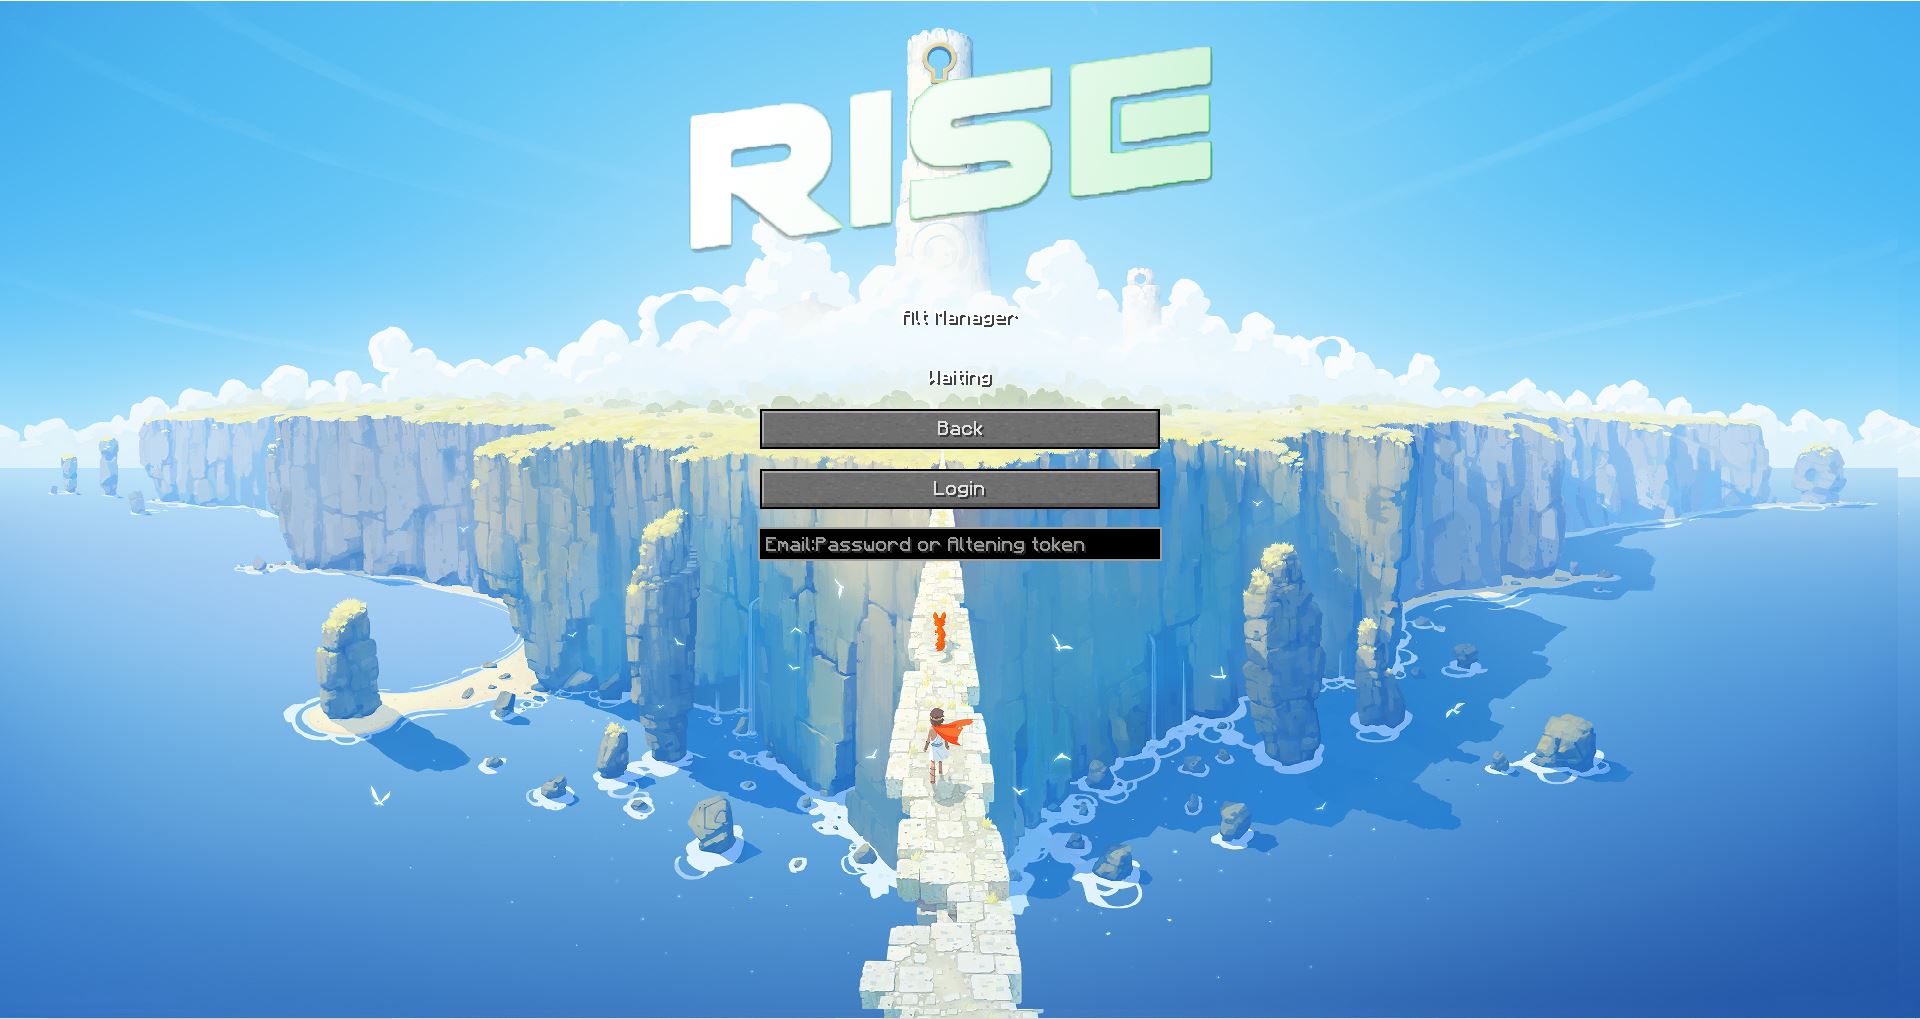 RISE
Alt Manager
Waiting
Back
Login
Email:Password or Altening token